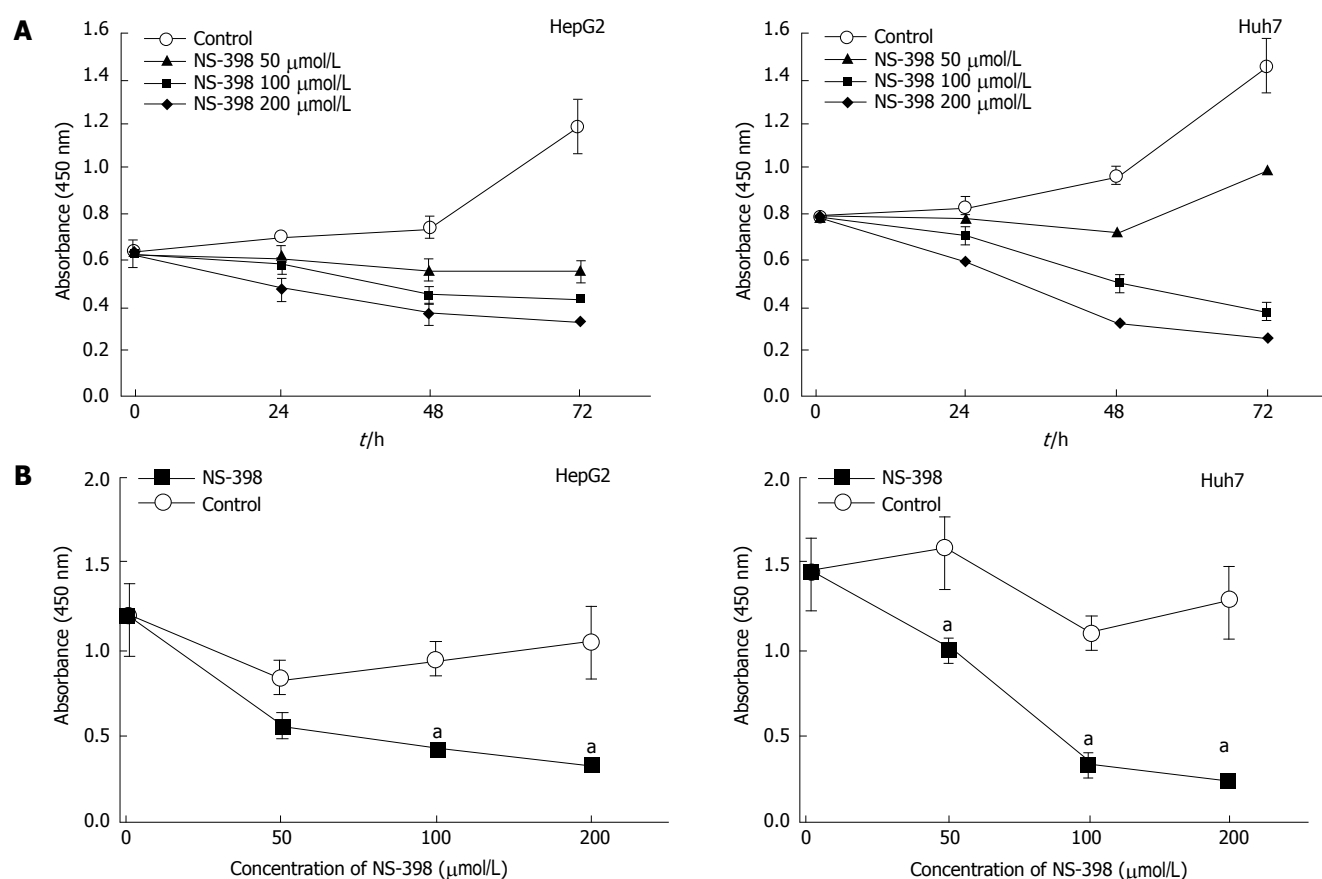 A
HepG2
Control
NS-398 50 μmol/L
NS-398 100 μmol/L
NS-398 200 μmol/L
Absorbance (450 nm)
1.6
1.4
1.2
1.0
0.8
0.6
0.4
0.2
0.0
0 24 48 72
t/h
Huh7
Control
NS-398 50 μmol/L
NS-398 100 μmol/L
NS-398 200 μmol/L
Absorbance (450 nm)
1.6
1.4
1.2
1.0
0.8
0.6
0.4
0.2
0.0
0 24 48 72
t/h
B
NS-398
Control
HepG2
Absorbance (450 nm)
2.0
1.5
1.0
0.5
0.0
a a
0 50 100 200
Concentration of NS-398 (μmol/L)
NS-398
Control
Huh7
Absorbance (450 nm)
2.0
1.5
1.0
0.5
0.0
a
a a
0 50 100 200
Concentration of NS-398 (μmol/L)